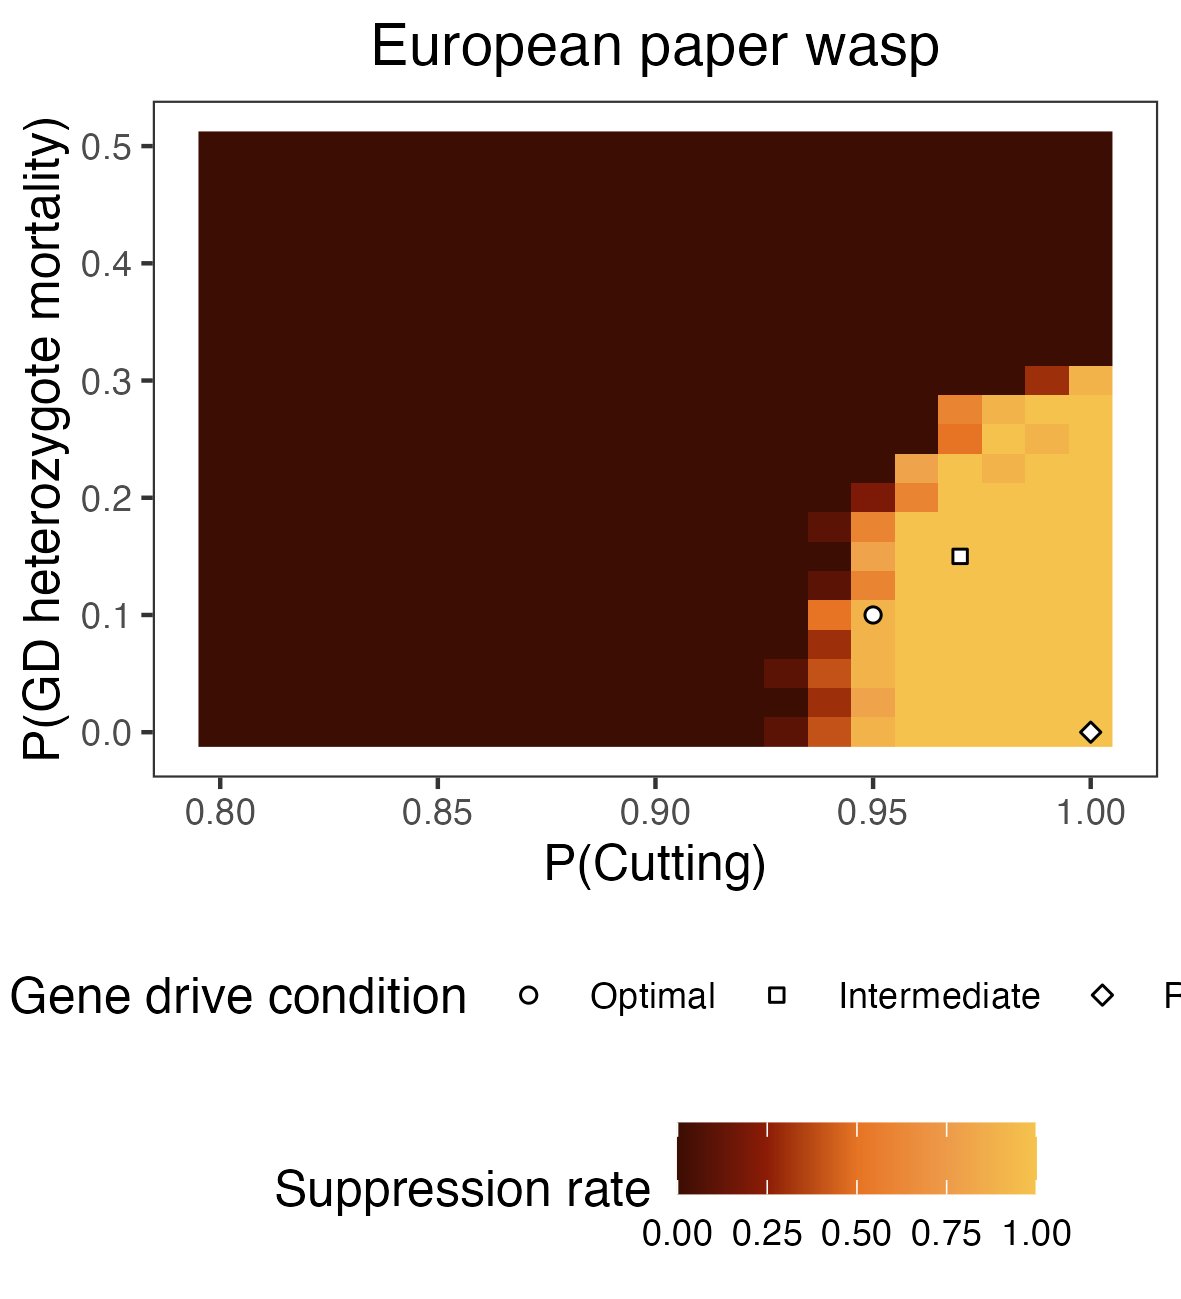 European paper wasp
P(GD heterozygote mortality)
0.5
0.4
0.3
0.2
0.1
0.0
0.80 0.85 0.90 0.95 1.00
P(Cutting)
Gene drive condition Optimal Intermediate
Suppression rate
0.00 0.25 0.50 0.75 1.00